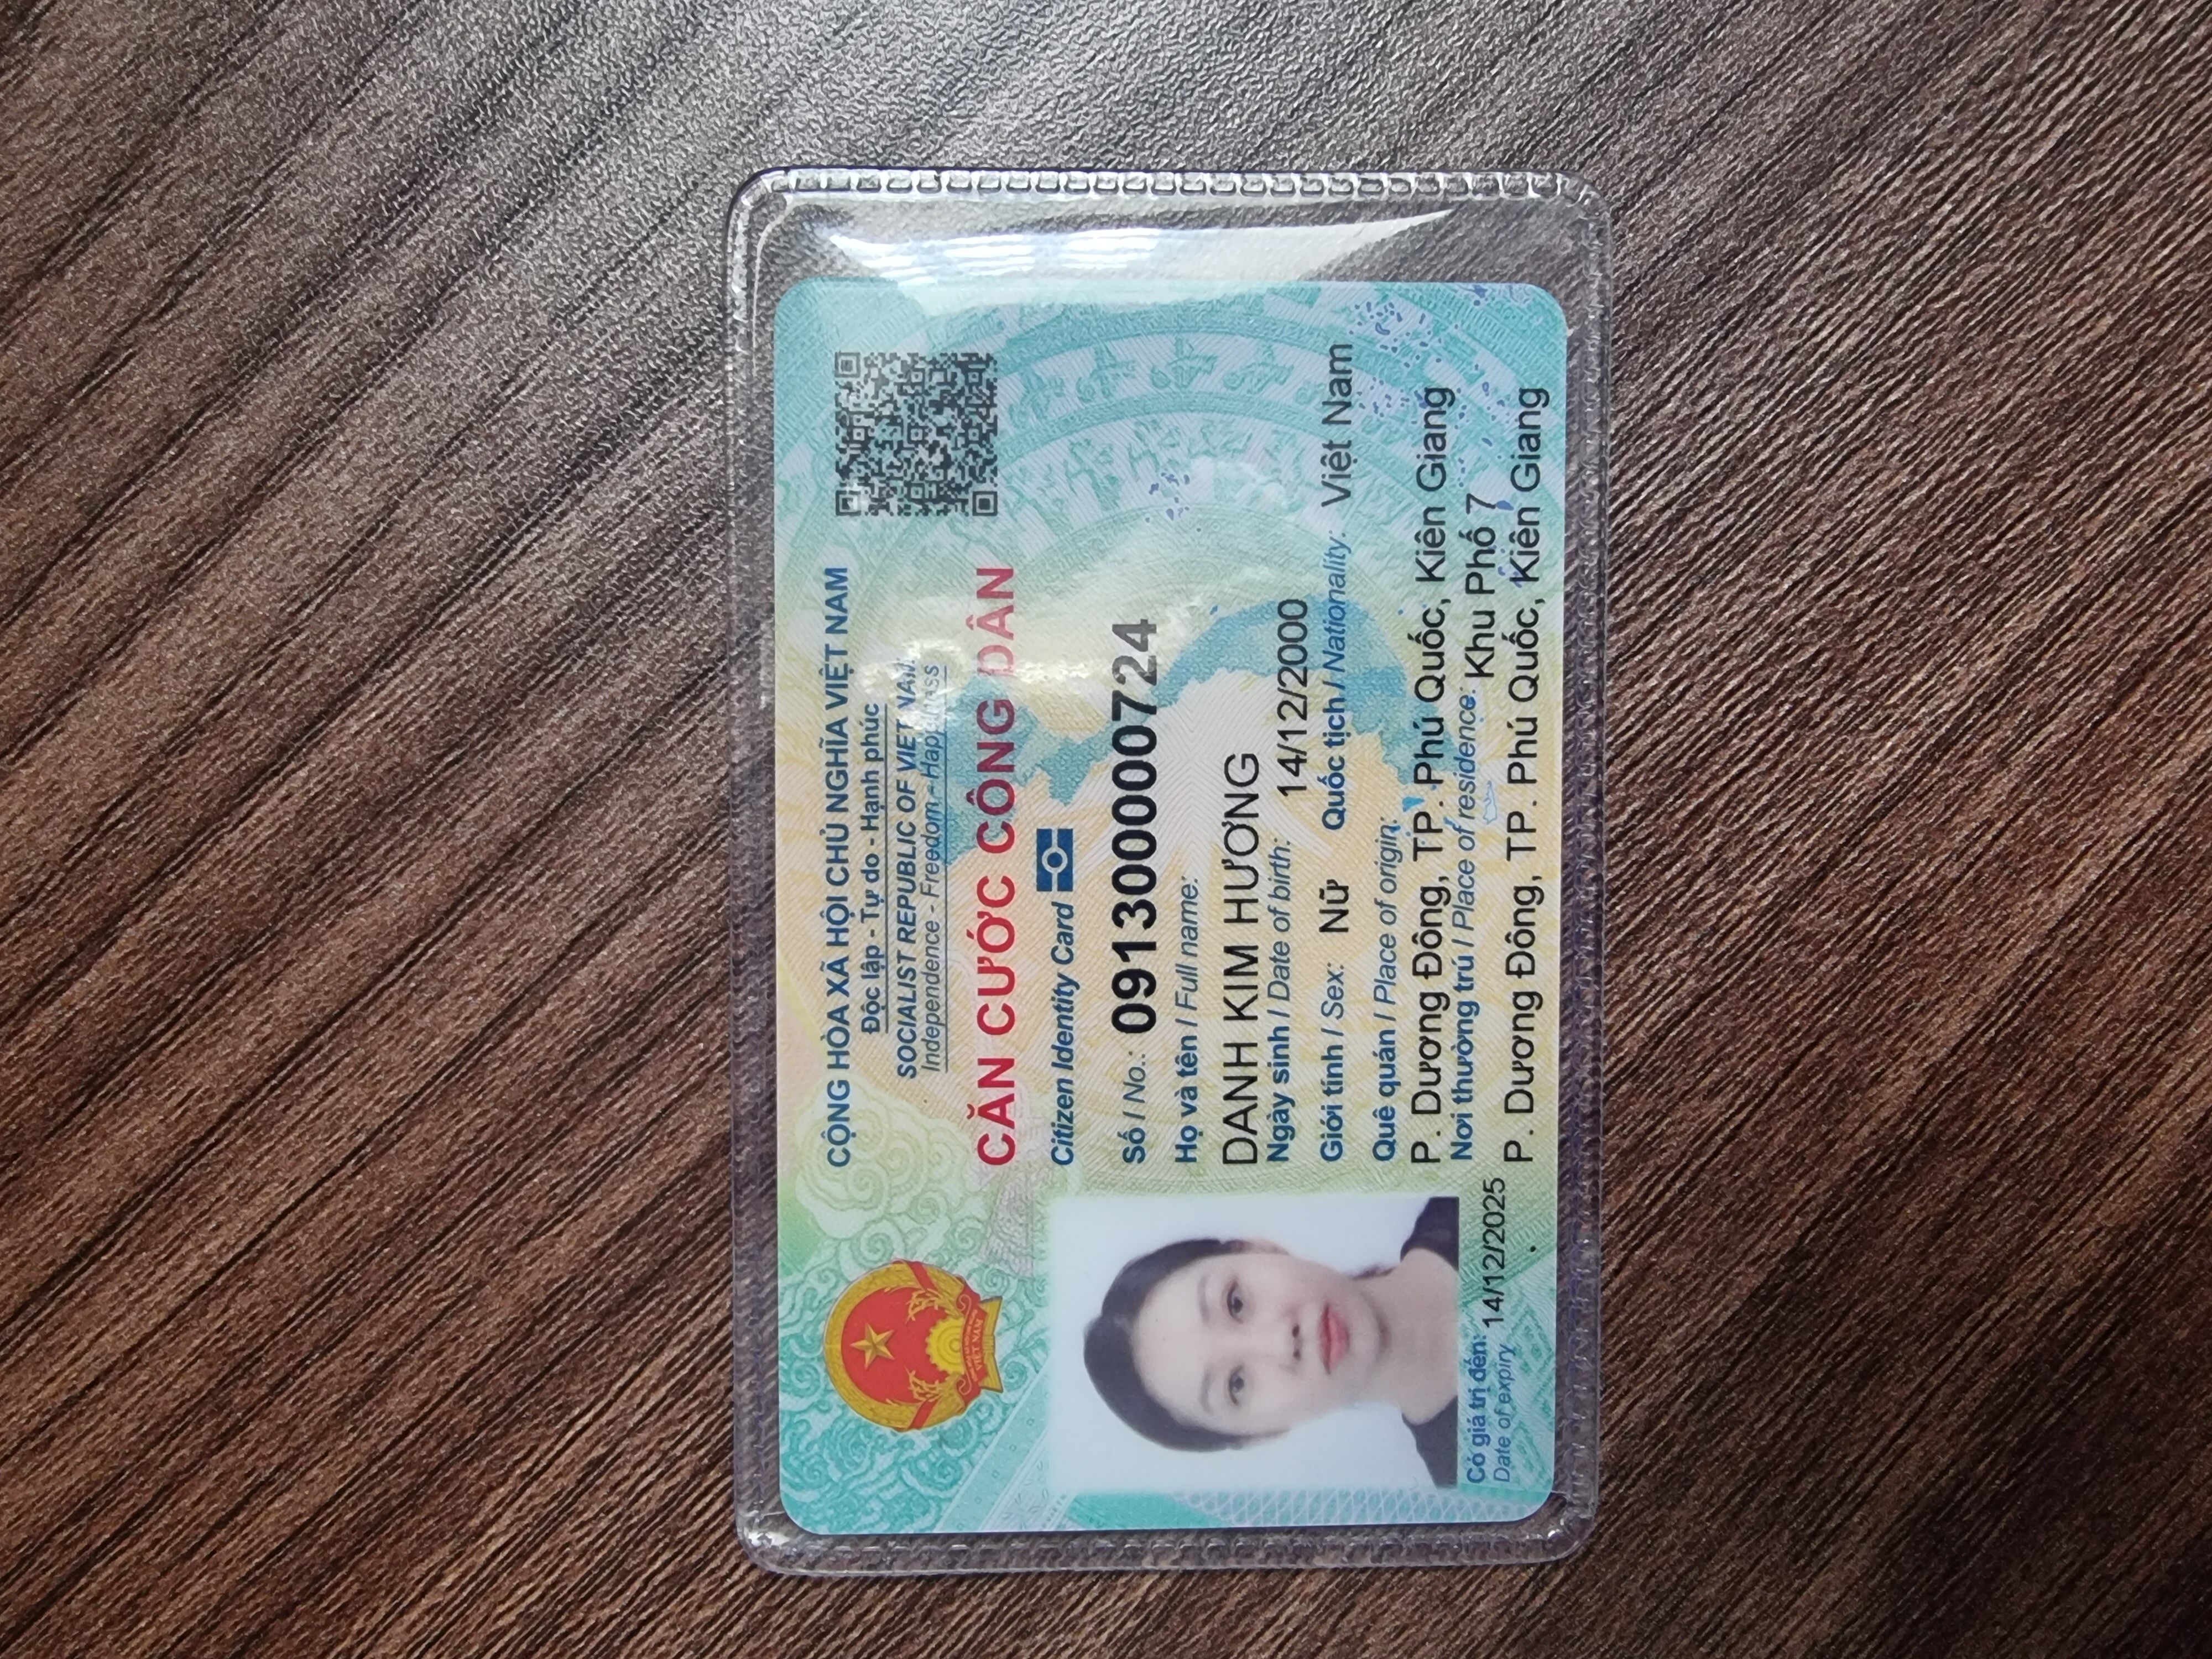 CỘNG HÒA XÃ HỘI CHỦ NGHĨA VIỆT NAM
Độc lập - Tự do - Hạnh phúc
SOCIALIST REPUBLIC OF VIET NAM
Independence - Freedom - Happiness
CĂN CƯỚC CÔNG DÂN
Citizen Identity Card
Số / No.: 091300000724
Họ và tên / Full name:
DANH KIM HƯƠNG
Ngày sinh / Date of birth: 14/12/2000
Giới tính / Sex: Nữ Quốc tịch / Nationality: Việt Nam
Quê quán / Place of origin:
P. Dương Đông, TP. Phú Quốc, Kiên Giang
Nơi thường trú / Place of residence: Khu Phố 7
P. Dương Đông, TP. Phú Quốc, Kiên Giang
Có giá trị đến: 14/12/2025
Date of expiry
VIỆT NAM